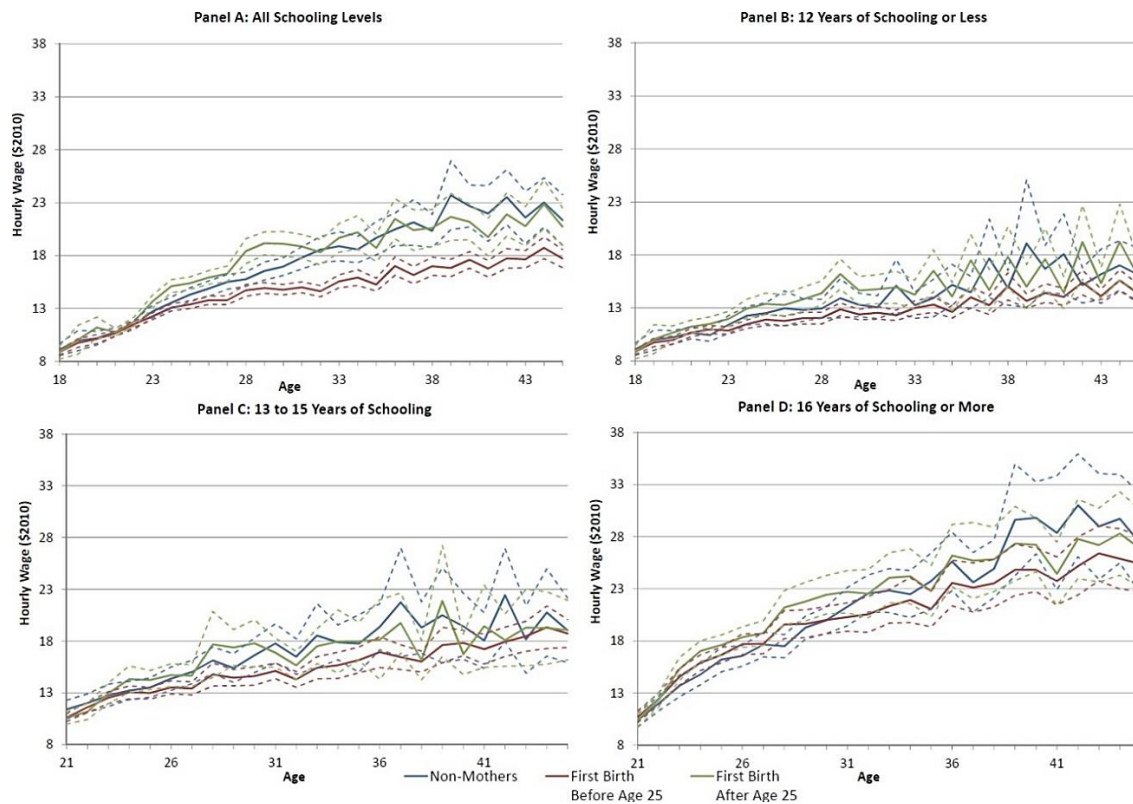 Panel A: All Schooling Levels
38
33
28
23
18
13
8
Hourly Wage ($2010)
18 23 28 33 38 43
Age
Panel B: 12 Years of Schooling or Less
38
33
28
23
18
13
8
Hourly Wage ($2010)
18 23 28 33 38 43
Age
Panel C: 13 to 15 Years of Schooling
38
33
28
23
18
13
8
Hourly Wage ($2010)
21 26 31 36 41
Age
Panel D: 16 Years of Schooling or More
38
33
28
23
18
13
8
Hourly Wage ($2010)
21 26 31 36 41
Age
Non-Mothers
First Birth
Before Age 25
First Birth
After Age 25